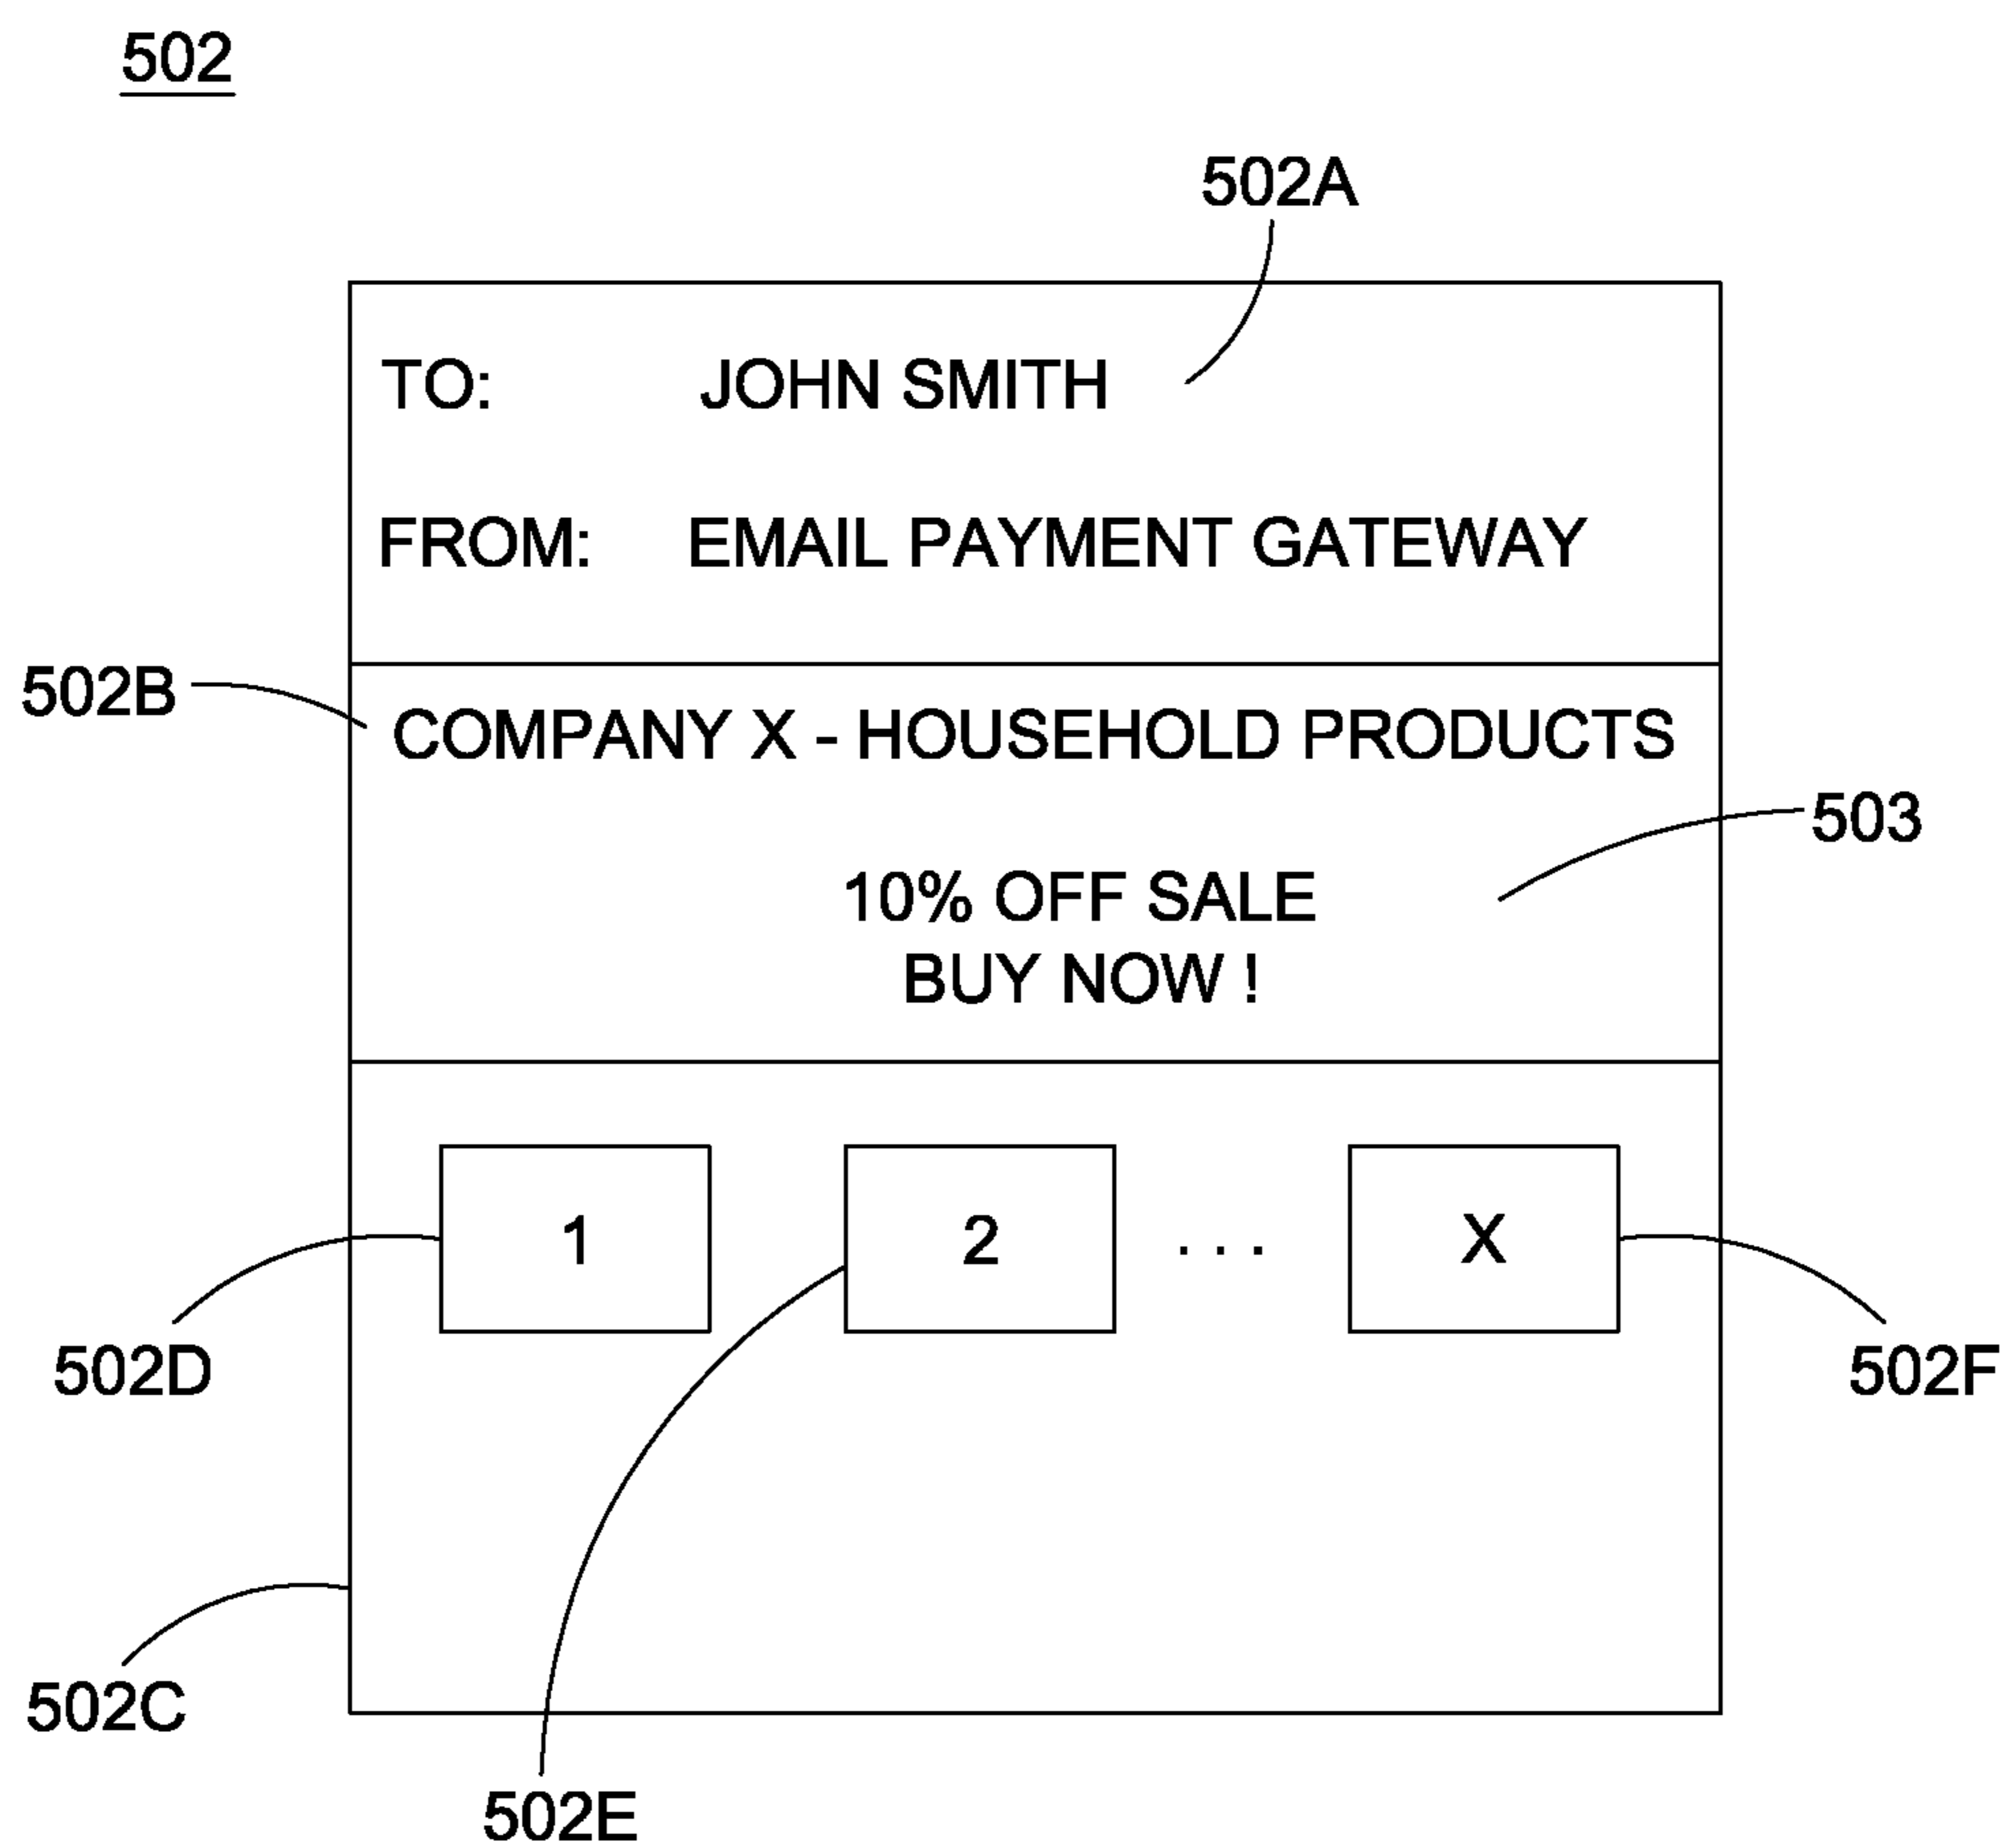 502
502A
TO: JOHN SMITH
FROM: EMAIL PAYMENT GATEWAY
502B
COMPANY X - HOUSEHOLD PRODUCTS
503
10% OFF SALE
BUY NOW !
1 2 . . . X
502D
502F
502C
502E